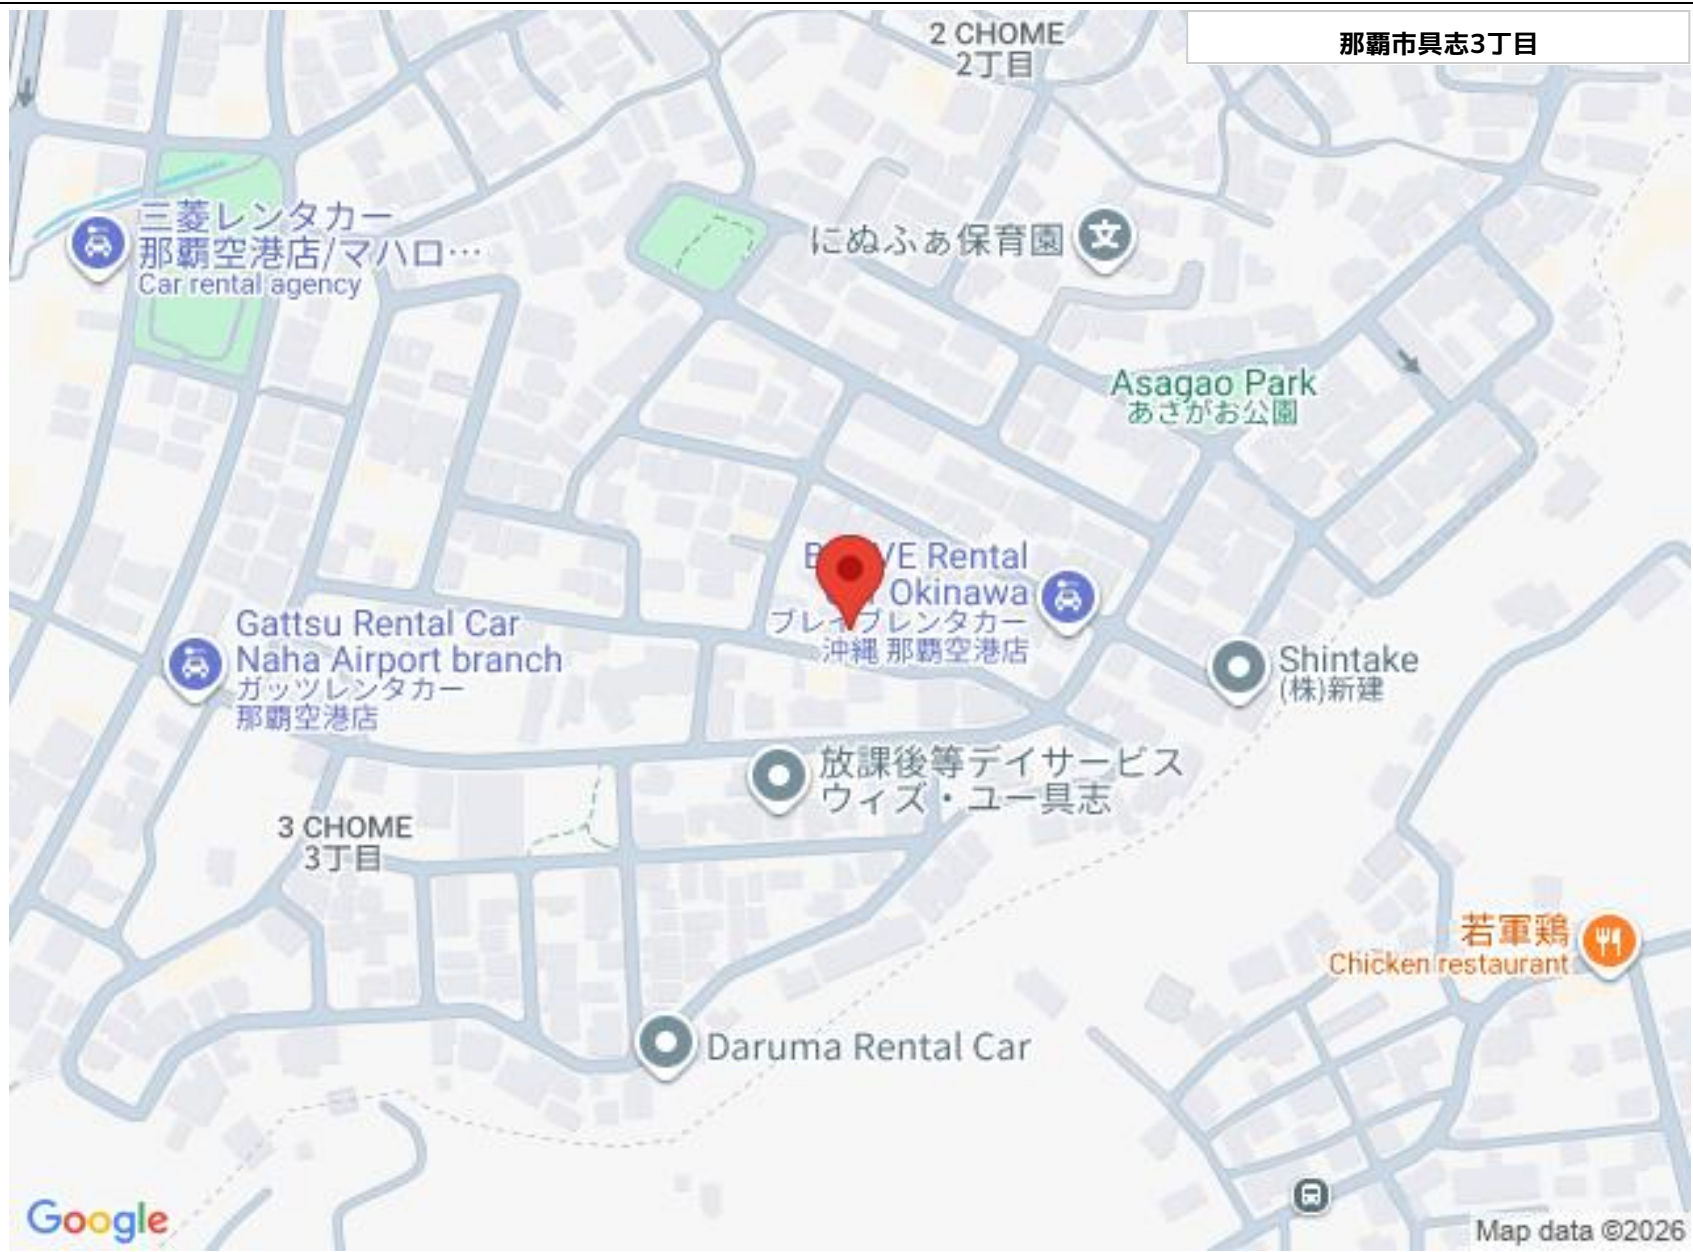 2 CHOME
2丁目
那覇市具志3丁目
三菱レンタカー
那覇空港店/マハロ…
Car rental agency
にぬふぁ保育園
文
Asagao Park
あさがお公園
VE Rental
Okinawa
ブレイブレンタカー
沖縄 那覇空港店
Gattsu Rental Car
Naha Airport branch
ガッツレンタカー
那覇空港店
Shintake
(株)新建
放課後等デイサービス
ウィズ・ユー具志
3 CHOME
3丁目
若軍鶏
Chicken restaurant
Daruma Rental Car
Google
Map data ©2026